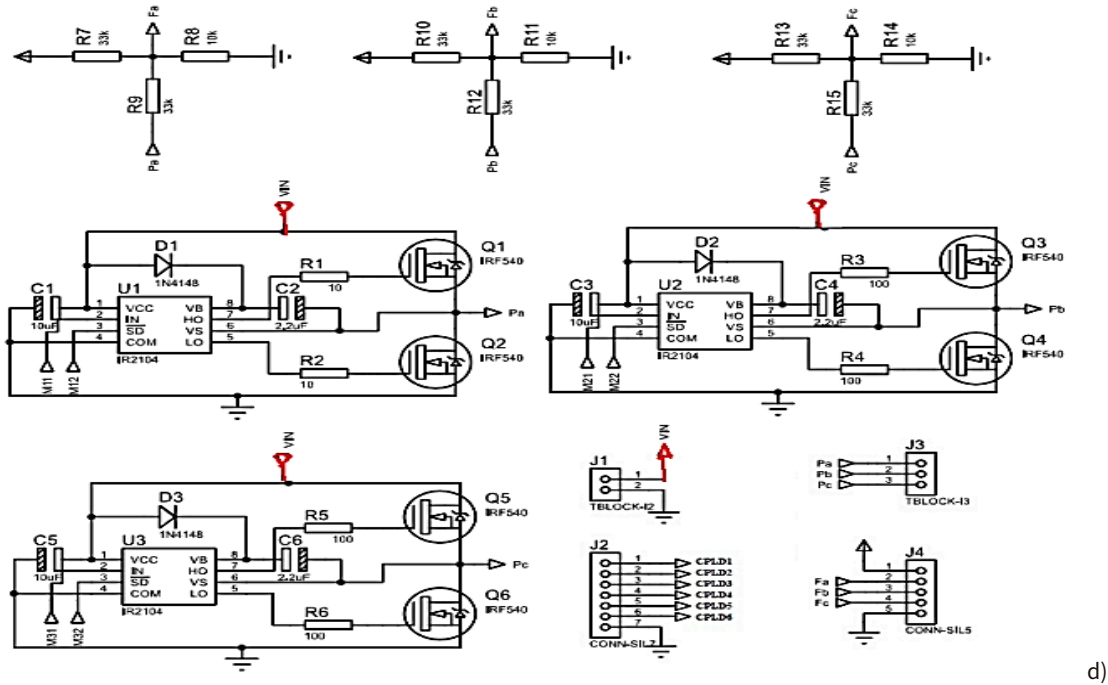 Fa
R7
33k
R8
10k
R9
33k
Pa
Fb
R10
33k
R11
10k
R12
33k
Pb
Fc
R13
33k
R14
10k
R15
33k
Pc
VIN
D1
1N4148
Q1
IRF540
R1
10
C1
10uF
U1
C2
2.2uF
1 VCC VB 8
2 IN HO 7
3 SD VS 6
4 COM LO 5
IR2104
M11
M12
R2
10
Q2
IRF540
Pa
VIN
D2
1N4148
Q3
IRF540
R3
100
C3
10uF
U2
C4
2.2uF
1 VCC VB 8
2 IN HO 7
3 SD VS 6
4 COM LO 5
IR2104
M21
M22
R4
100
Q4
IRF540
Pb
VIN
D3
1N4148
Q5
IRF540
R5
100
C5
10uF
U3
C6
2.2uF
1 VCC VB 8
2 IN HO 7
3 SD VS 6
4 COM LO 5
IR2104
M31
M32
R6
100
Q6
IRF540
Pc
VIN
J1
1
2
TBLOCK-I2
J3
Pa 1
Pb 2
Pc 3
TBLOCK-I3
J2
1 CPLD1
2 CPLD2
3 CPLD3
4 CPLD4
5 CPLD5
6 CPLD6
7
CONN-SIL7
J4
1
Fa 2
Fb 3
Fc 4
5
CONN-SIL5
d)